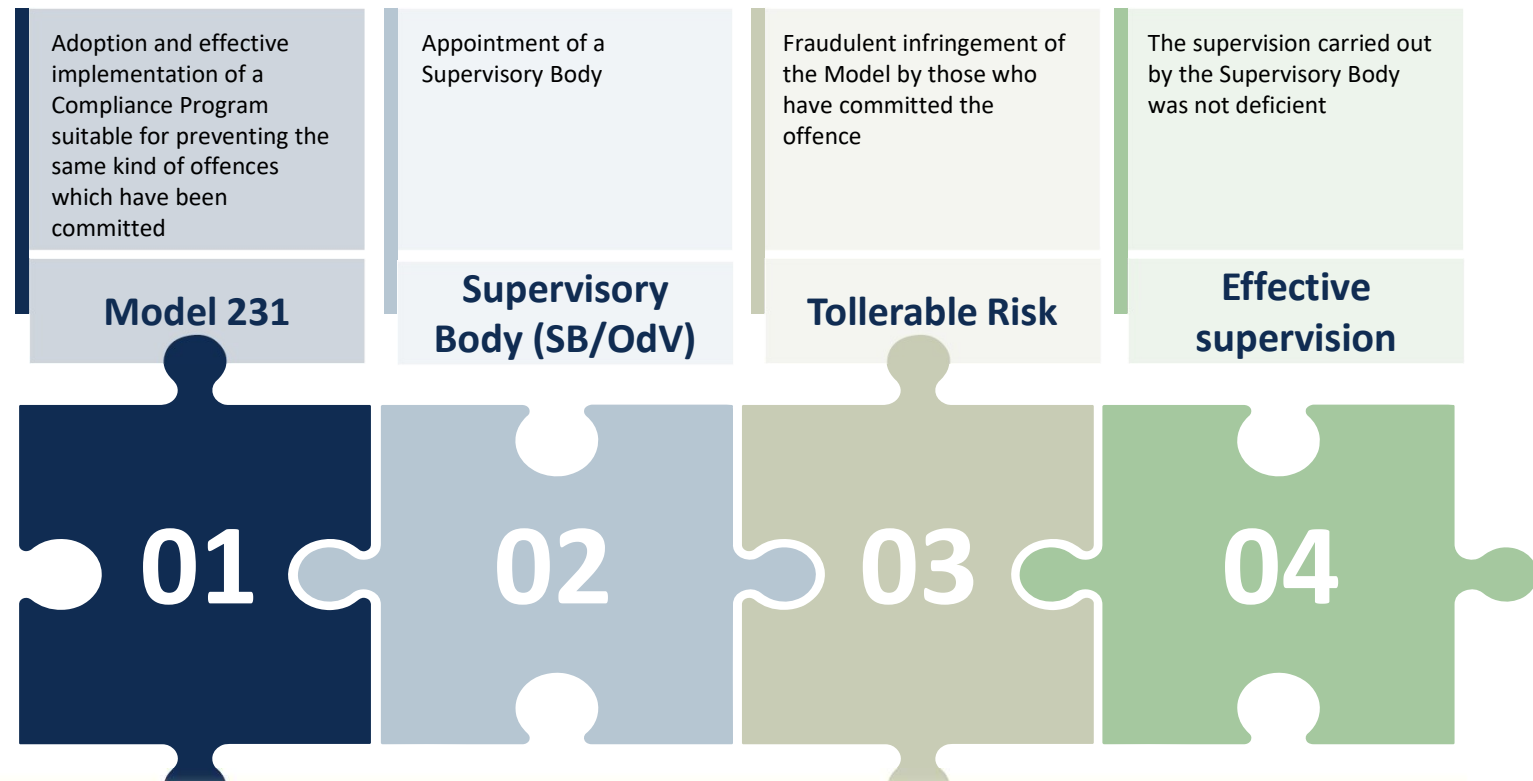 Adoption and effective
implementation of a
Compliance Program
suitable for preventing the
same kind of offences
which have been
committed
Model 231
Appointment of a
Supervisory Body
Supervisory
Body (SB/OdV)
Fraudulent infringement of
the Model by those who
have committed the
offence
Tollerable Risk
The supervision carried out
by the Supervisory Body
was not deficient
Effective
supervision
01
02
03
04